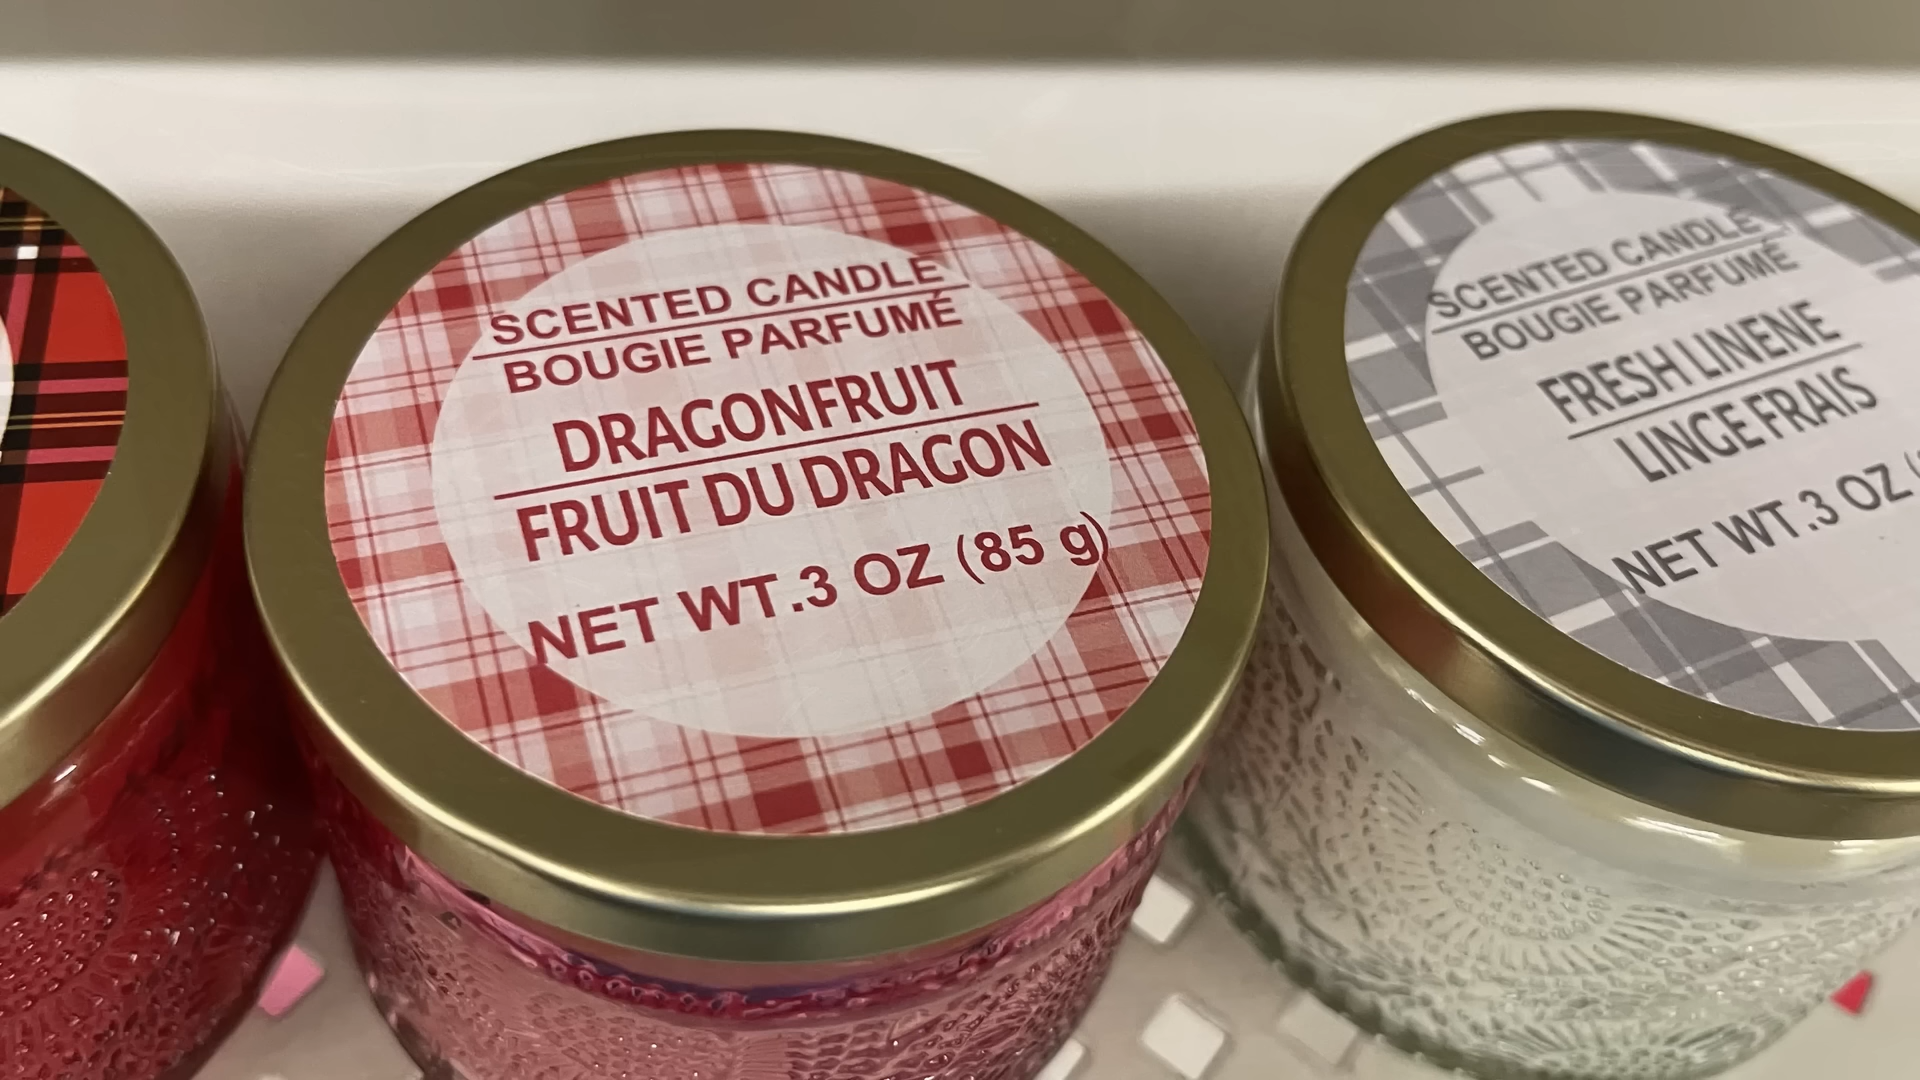 SCENTED CANDLE
BOUGIE PARFUMÉ
DRAGONFRUIT
FRUIT DU DRAGON
NET WT.3 OZ (85 g)
SCENTED CANDLE
BOUGIE PARFUMÉ
FRESH LINENE
LINGE FRAIS
NET WT.3 OZ (